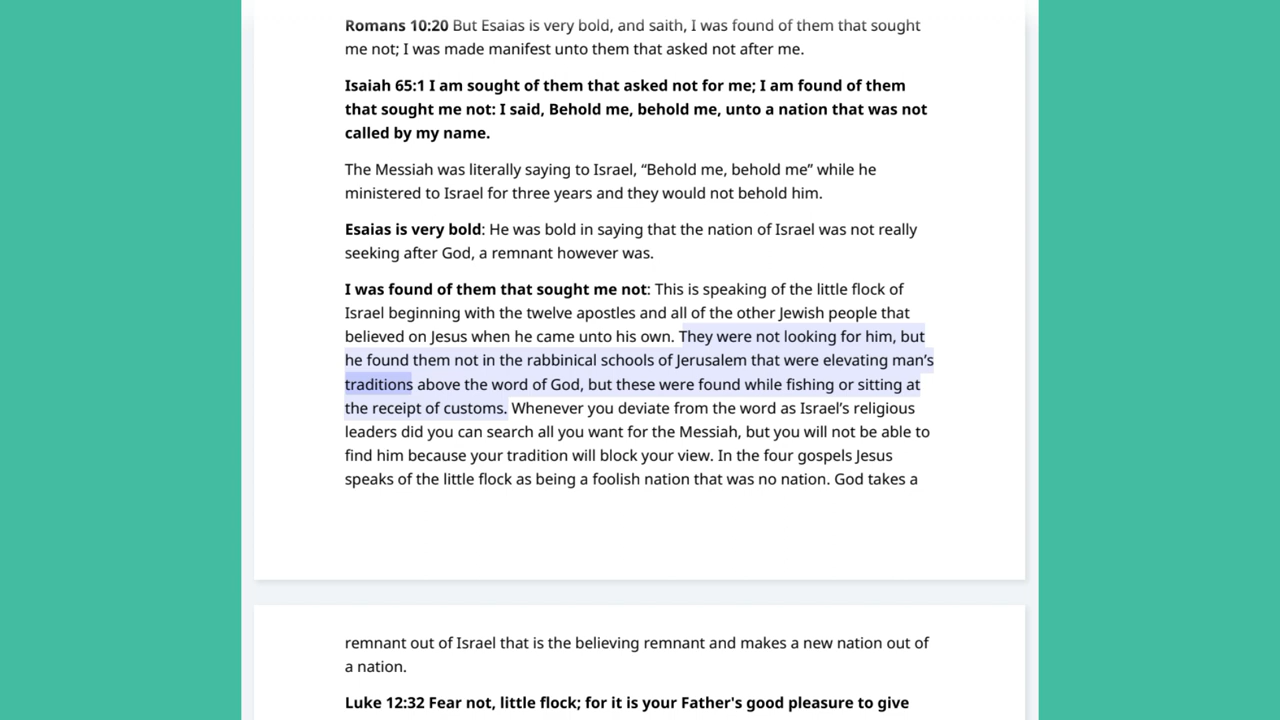 Romans 10:20 But Esaias is very bold, and saith, I was found of them that sought
me not; I was made manifest unto them that asked not after me.
Isaiah 65:1 I am sought of them that asked not for me; I am found of them
that sought me not: I said, Behold me, behold me, unto a nation that was not
called by my name.
The Messiah was literally saying to Israel, “Behold me, behold me” while he
ministered to Israel for three years and they would not behold him.
Esaias is very bold: He was bold in saying that the nation of Israel was not really
seeking after God, a remnant however was.
I was found of them that sought me not: This is speaking of the little flock of
Israel beginning with the twelve apostles and all of the other Jewish people that
believed on Jesus when he came unto his own. They were not looking for him, but
he found them not in the rabbinical schools of Jerusalem that were elevating man’s
traditions above the word of God, but these were found while fishing or sitting at
the receipt of customs. Whenever you deviate from the word as Israel’s religious
leaders did you can search all you want for the Messiah, but you will not be able to
find him because your tradition will block your view. In the four gospels Jesus
speaks of the little flock as being a foolish nation that was no nation. God takes a
remnant out of Israel that is the believing remnant and makes a new nation out of
a nation.
Luke 12:32 Fear not, little flock; for it is your Father's good pleasure to give